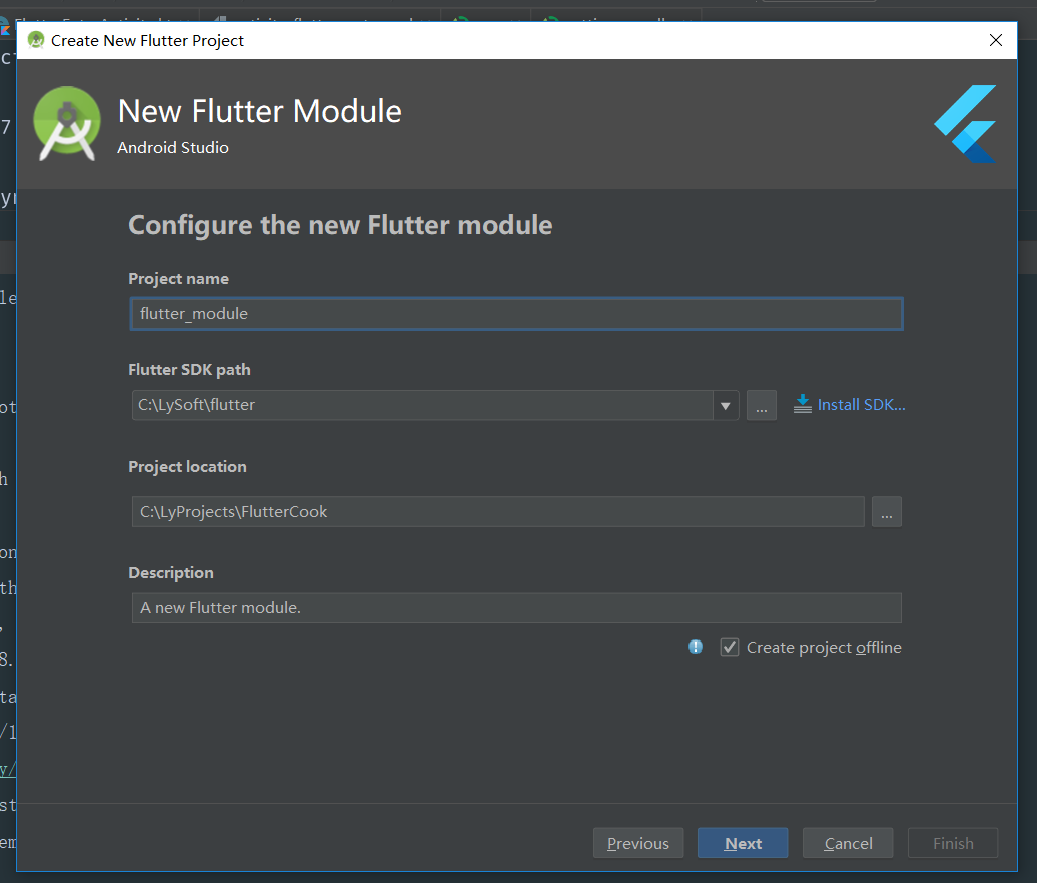 Create New Flutter Project
New Flutter Module
Android Studio
Configure the new Flutter module
Project name
flutter_module
Flutter SDK path
C:\LySoft\flutter
...
Install SDK...
Project location
C:\LyProjects\FlutterCook
...
Description
A new Flutter module.
Create project offline
Previous
Next
Cancel
Finish